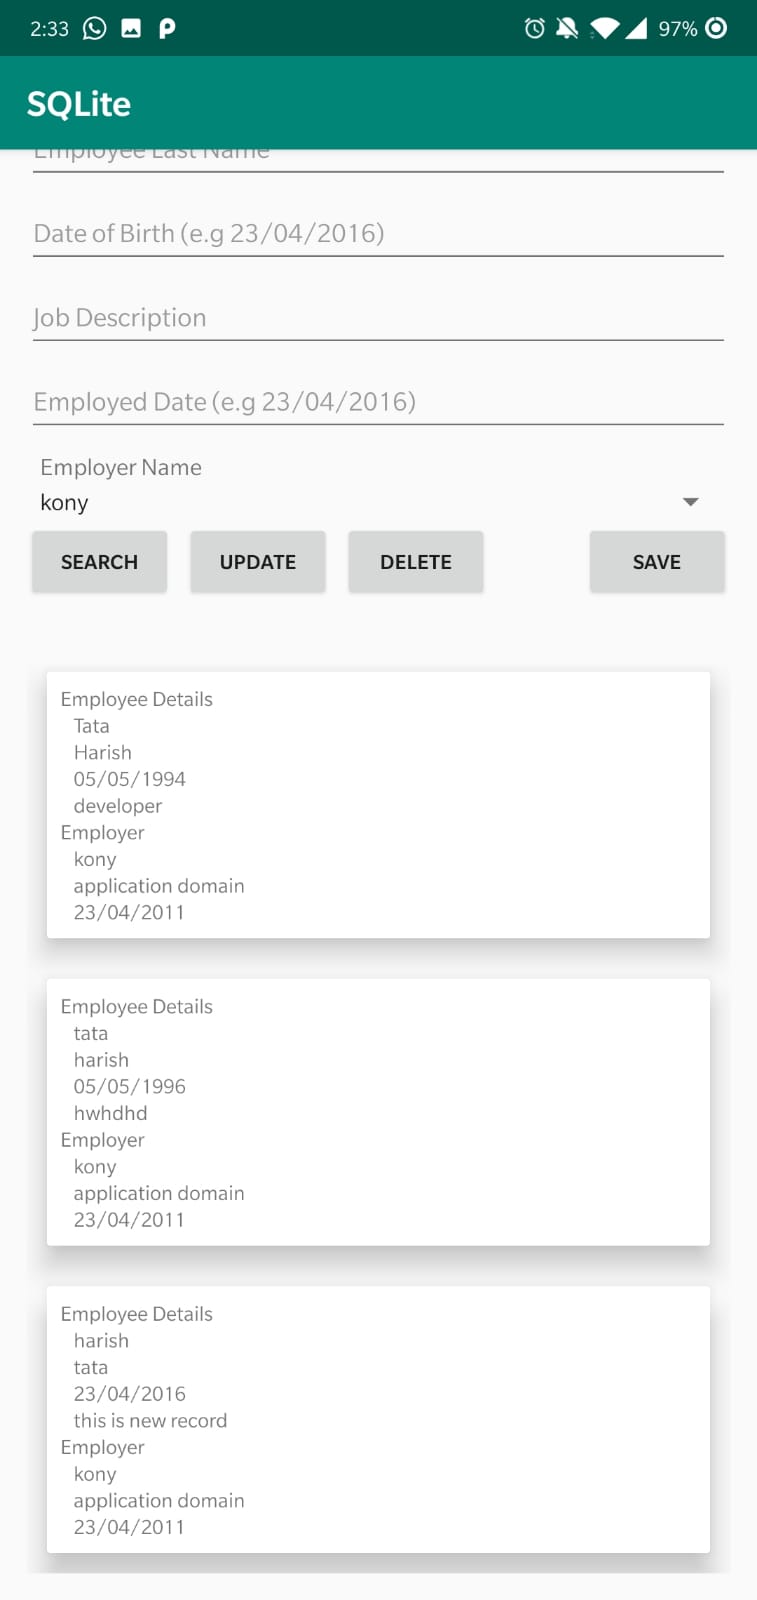 2:33
97%
SQLite
Employee Last Name
Date of Birth (e.g 23/04/2016)
Job Description
Employed Date (e.g 23/04/2016)
Employer Name
kony
SEARCH UPDATE DELETE SAVE
Employee Details
Tata
Harish
05/05/1994
developer
Employer
kony
application domain
23/04/2011
Employee Details
tata
harish
05/05/1996
hwhdhd
Employer
kony
application domain
23/04/2011
Employee Details
harish
tata
23/04/2016
this is new record
Employer
kony
application domain
23/04/2011